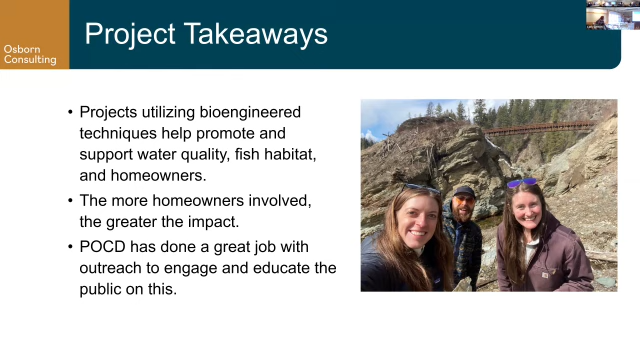 Osborn
Consulting
Project Takeaways
• Projects utilizing bioengineered
techniques help promote and
support water quality, fish habitat,
and homeowners.
• The more homeowners involved,
the greater the impact.
• POCD has done a great job with
outreach to engage and educate the
public on this.